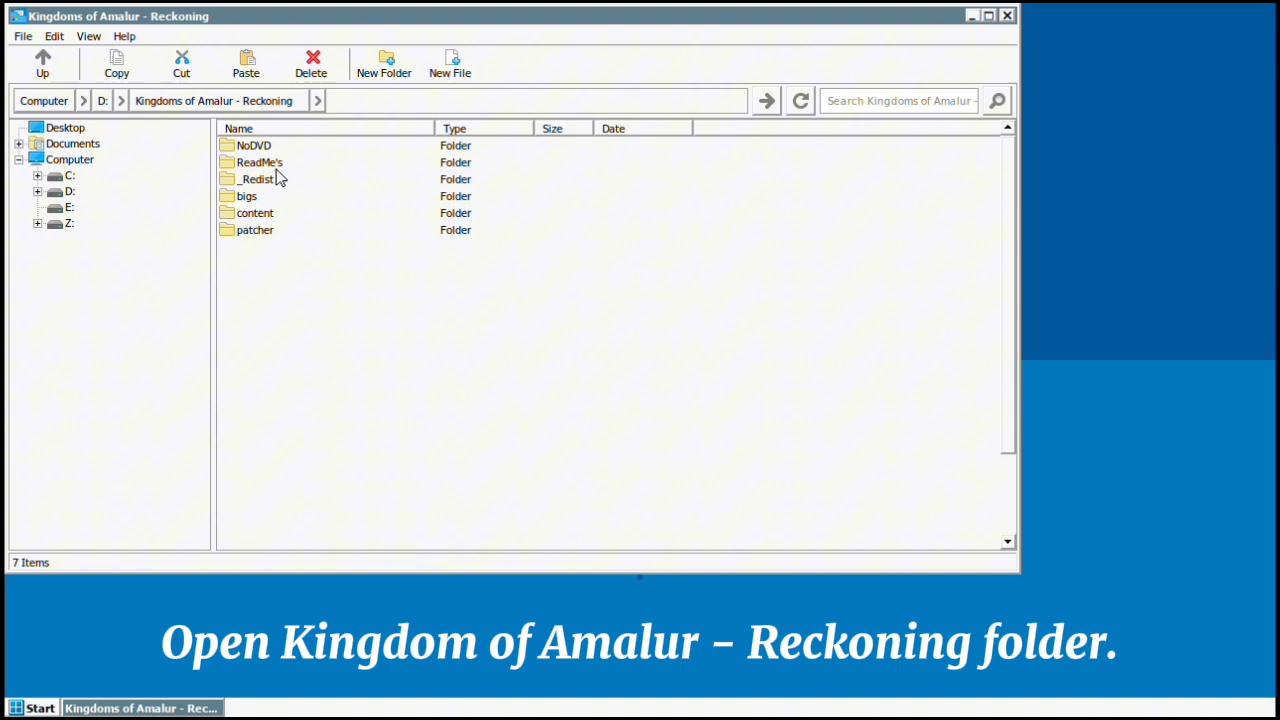 Kingdoms of Amalur - Reckoning
File Edit View Help
Up Copy Cut Paste Delete New Folder New File
Computer D: Kingdoms of Amalur - Reckoning Search Kingdoms of Amalur -
Desktop
Documents
Computer
C:
D:
E:
Z:
Name Type Size Date
NoDVD Folder
ReadMe's Folder
_Redist Folder
bigs Folder
content Folder
patcher Folder
7 Items
Open Kingdom of Amalur – Reckoning folder.
Start Kingdoms of Amalur - Rec...